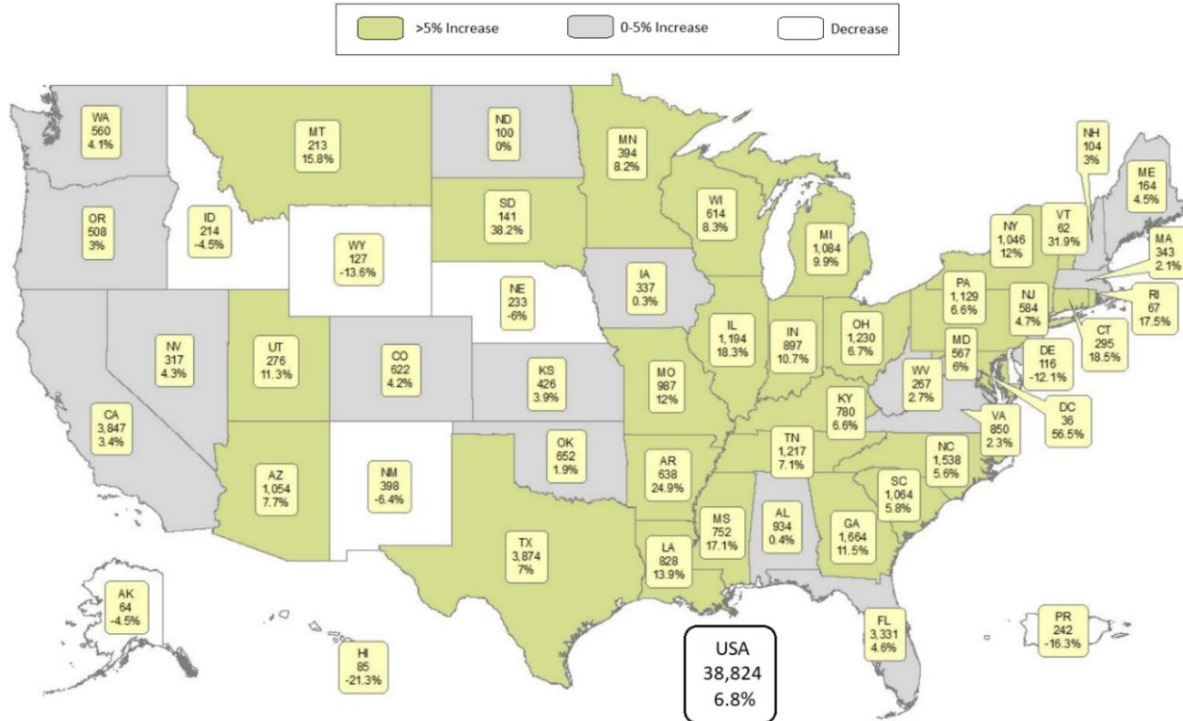 >5% Increase
0-5% Increase
Decrease
WA
560
4.1%
MT
213
15.8%
ND
100
0%
MN
394
8.2%
NH
104
3%
ME
164
4.5%
OR
508
3%
ID
214
-4.5%
WY
127
-13.6%
SD
141
38.2%
WI
614
8.3%
MI
1,084
9.9%
NY
1,046
12%
VT
62
31.9%
MA
343
2.1%
NE
233
-6%
IA
337
0.3%
PA
1,129
6.6%
NJ
584
4.7%
RI
67
17.5%
NV
317
4.3%
UT
276
11.3%
CO
622
4.2%
KS
426
3.9%
MO
987
12%
IL
1,194
18.3%
IN
897
10.7%
OH
1,230
6.7%
MD
567
6%
CT
295
18.5%
DE
116
-12.1%
WV
267
2.7%
CA
3,847
3.4%
KY
780
6.6%
VA
850
2.3%
DC
36
56.5%
AZ
1,054
7.7%
NM
398
-6.4%
OK
652
1.9%
AR
638
24.9%
TN
1,217
7.1%
NC
1,538
5.6%
SC
1,064
5.8%
TX
3,874
7%
LA
828
13.9%
MS
752
17.1%
AL
934
0.4%
GA
1,664
11.5%
AK
64
-4.5%
HI
85
-21.3%
USA
38,824
6.8%
FL
3,331
4.6%
PR
242
-16.3%